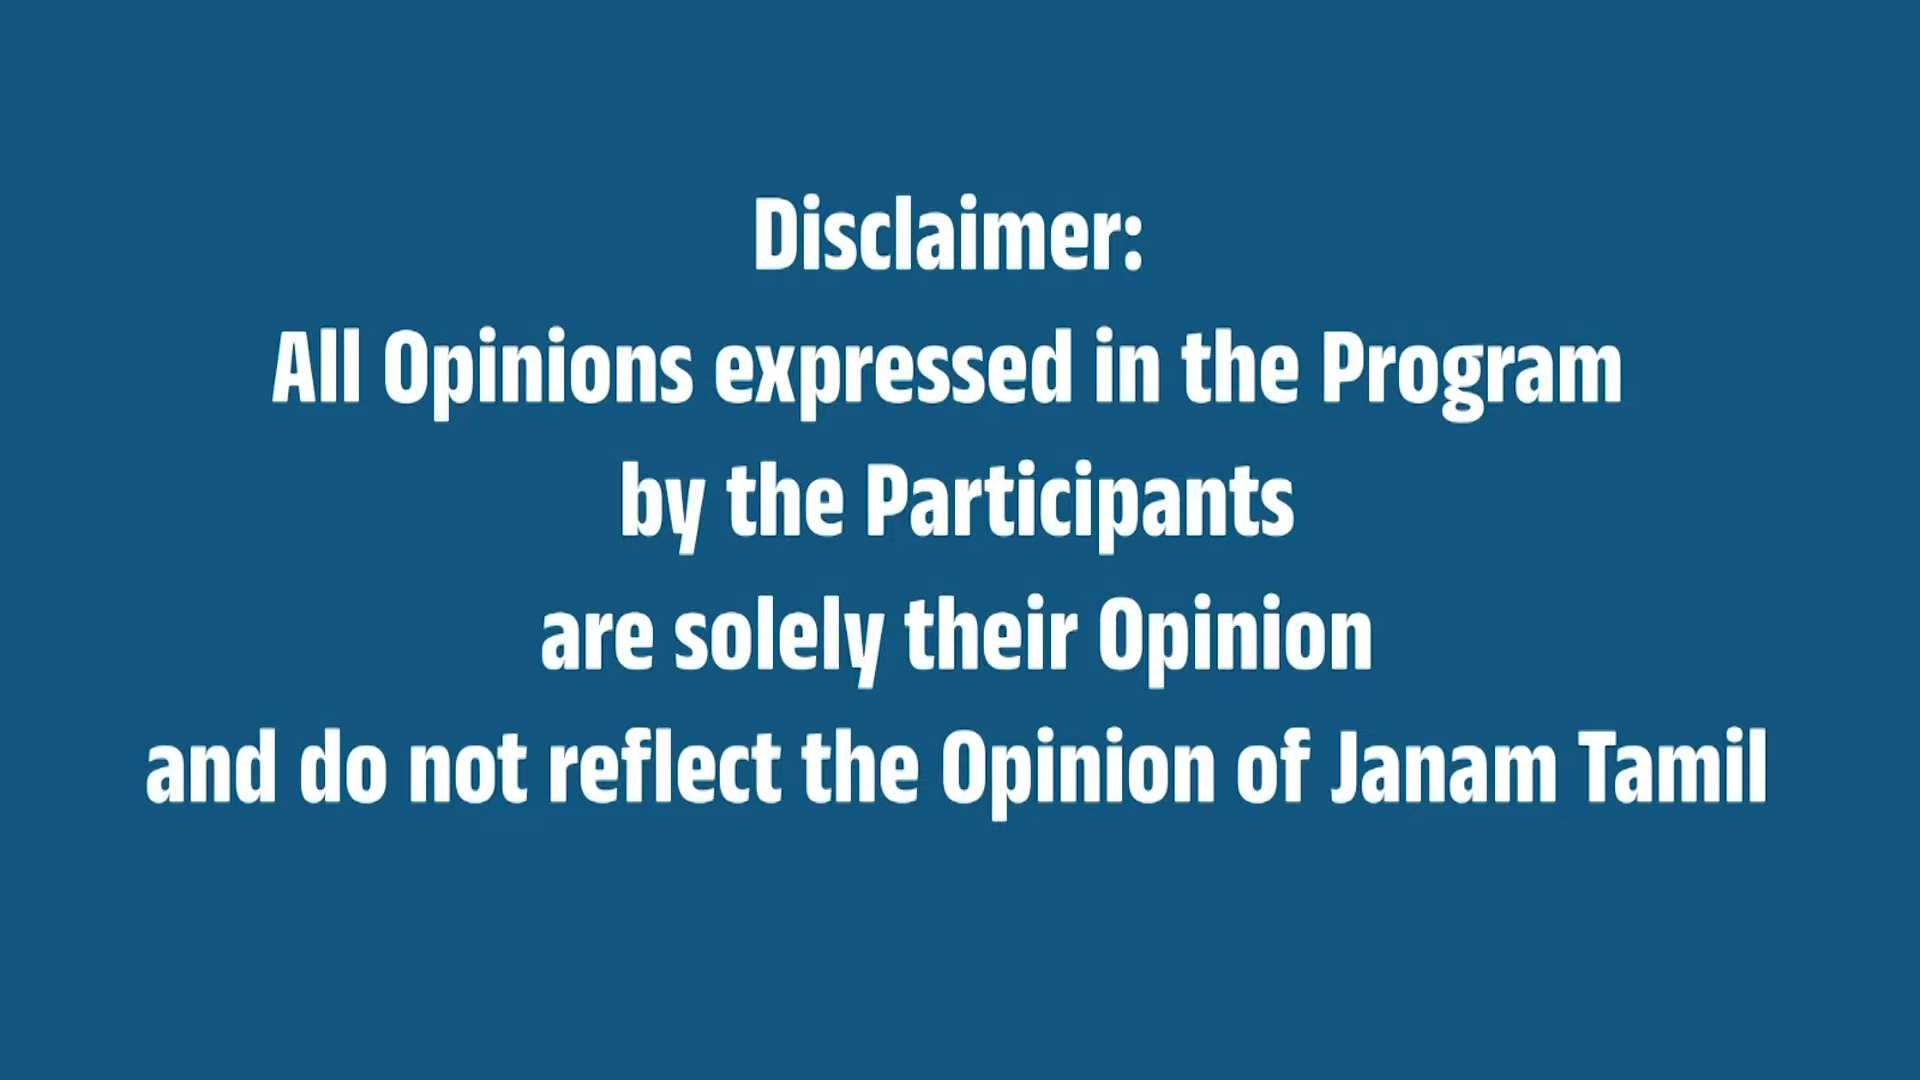 Disclaimer:
All Opinions expressed in the Program
by the Participants
are solely their Opinion
and do not reflect the Opinion of Janam Tamil